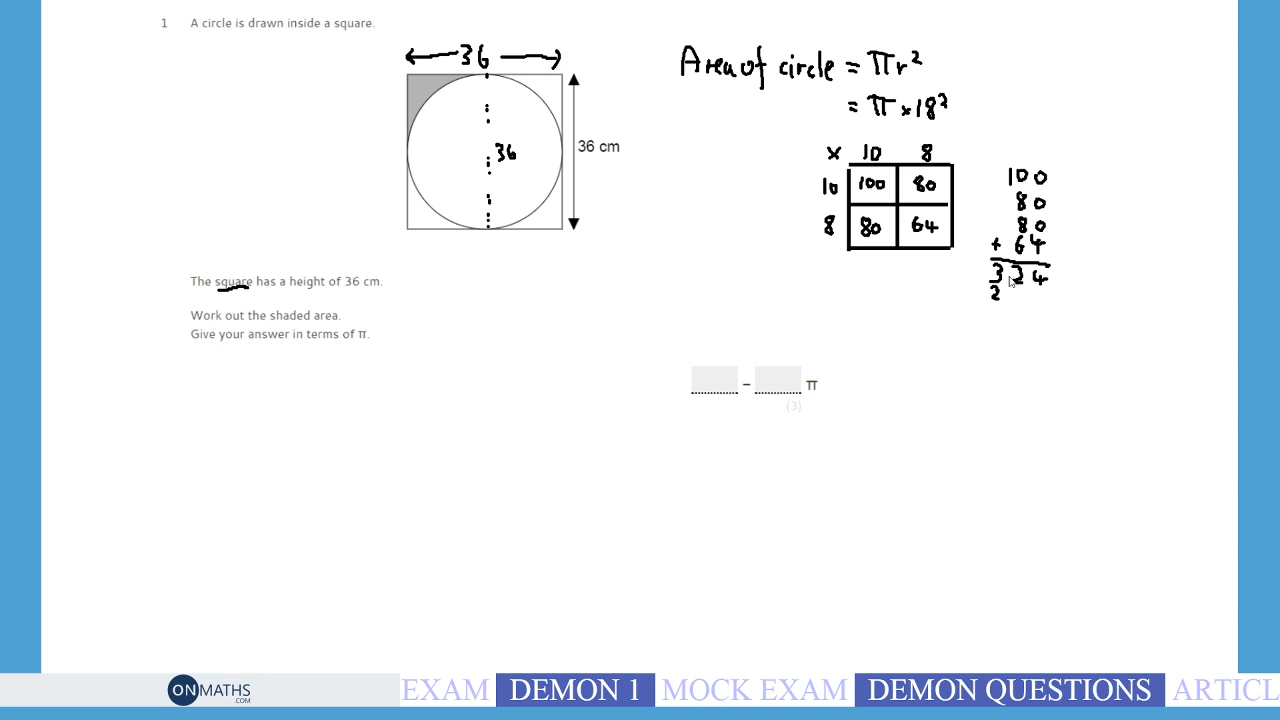 1 A circle is drawn inside a square.
36
36 cm
36
The square has a height of 36 cm.
Work out the shaded area.
Give your answer in terms of π.
Area of circle = πr²
= π × 18²
× 10 8
10 100 80
8 80 64
100
80
80
+ 64
324
2
– π
(3)
ON MATHS .COM
EXAM DEMON 1 MOCK EXAM DEMON QUESTIONS ARTICL